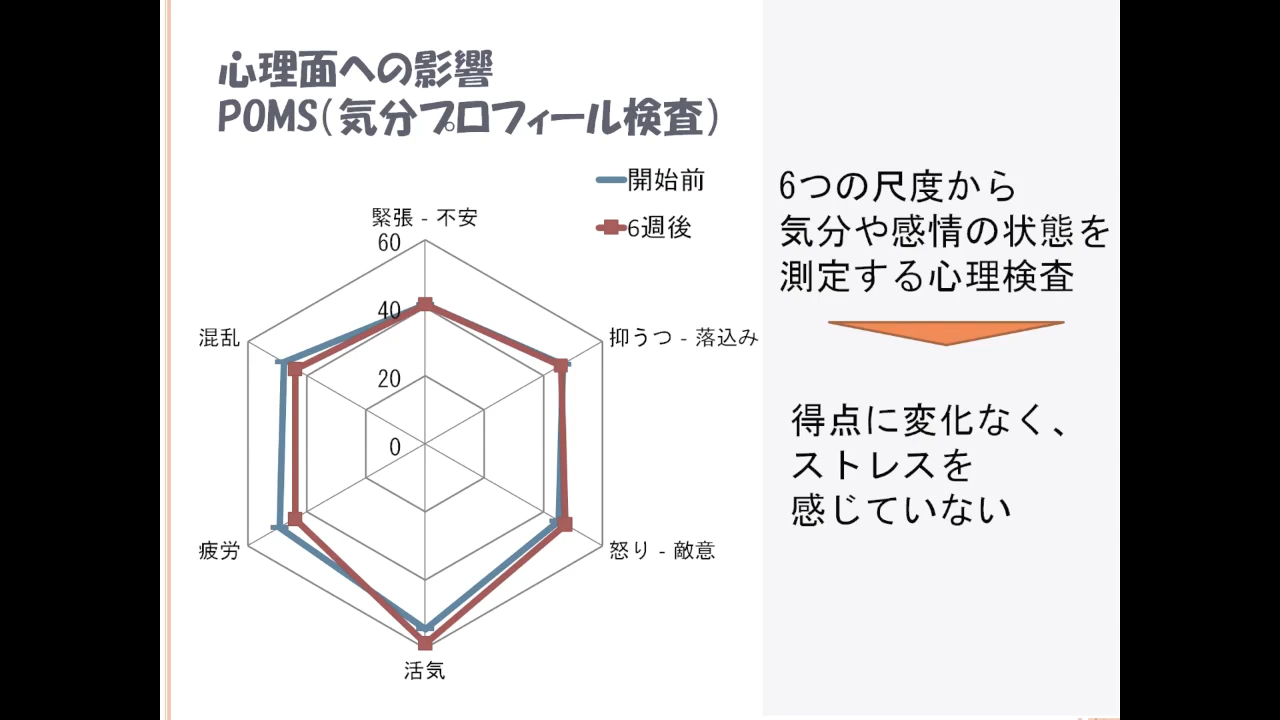 心理面への影響
POMS(気分プロフィール検査)
開始前
6週後
緊張 - 不安
60
40
20
0
混乱
抑うつ - 落込み
疲労
怒り - 敵意
活気
6つの尺度から
気分や感情の状態を
測定する心理検査
得点に変化なく、
ストレスを
感じていない